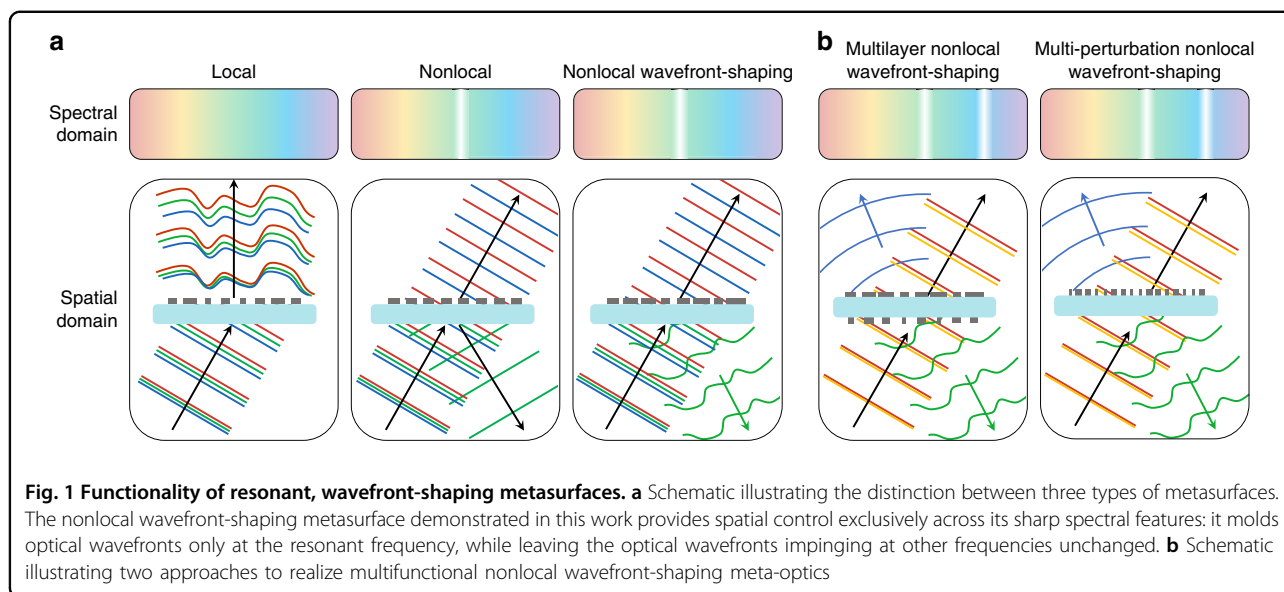 a
Local
Nonlocal
Nonlocal wavefront-shaping
b
Multilayer nonlocal
wavefront-shaping
Multi-perturbation nonlocal
wavefront-shaping
Spectral
domain
Spatial
domain
Fig. 1 Functionality of resonant, wavefront-shaping metasurfaces. a Schematic illustrating the distinction between three types of metasurfaces.
The nonlocal wavefront-shaping metasurface demonstrated in this work provides spatial control exclusively across its sharp spectral features: it molds
optical wavefronts only at the resonant frequency, while leaving the optical wavefronts impinging at other frequencies unchanged. b Schematic
illustrating two approaches to realize multifunctional nonlocal wavefront-shaping meta-optics